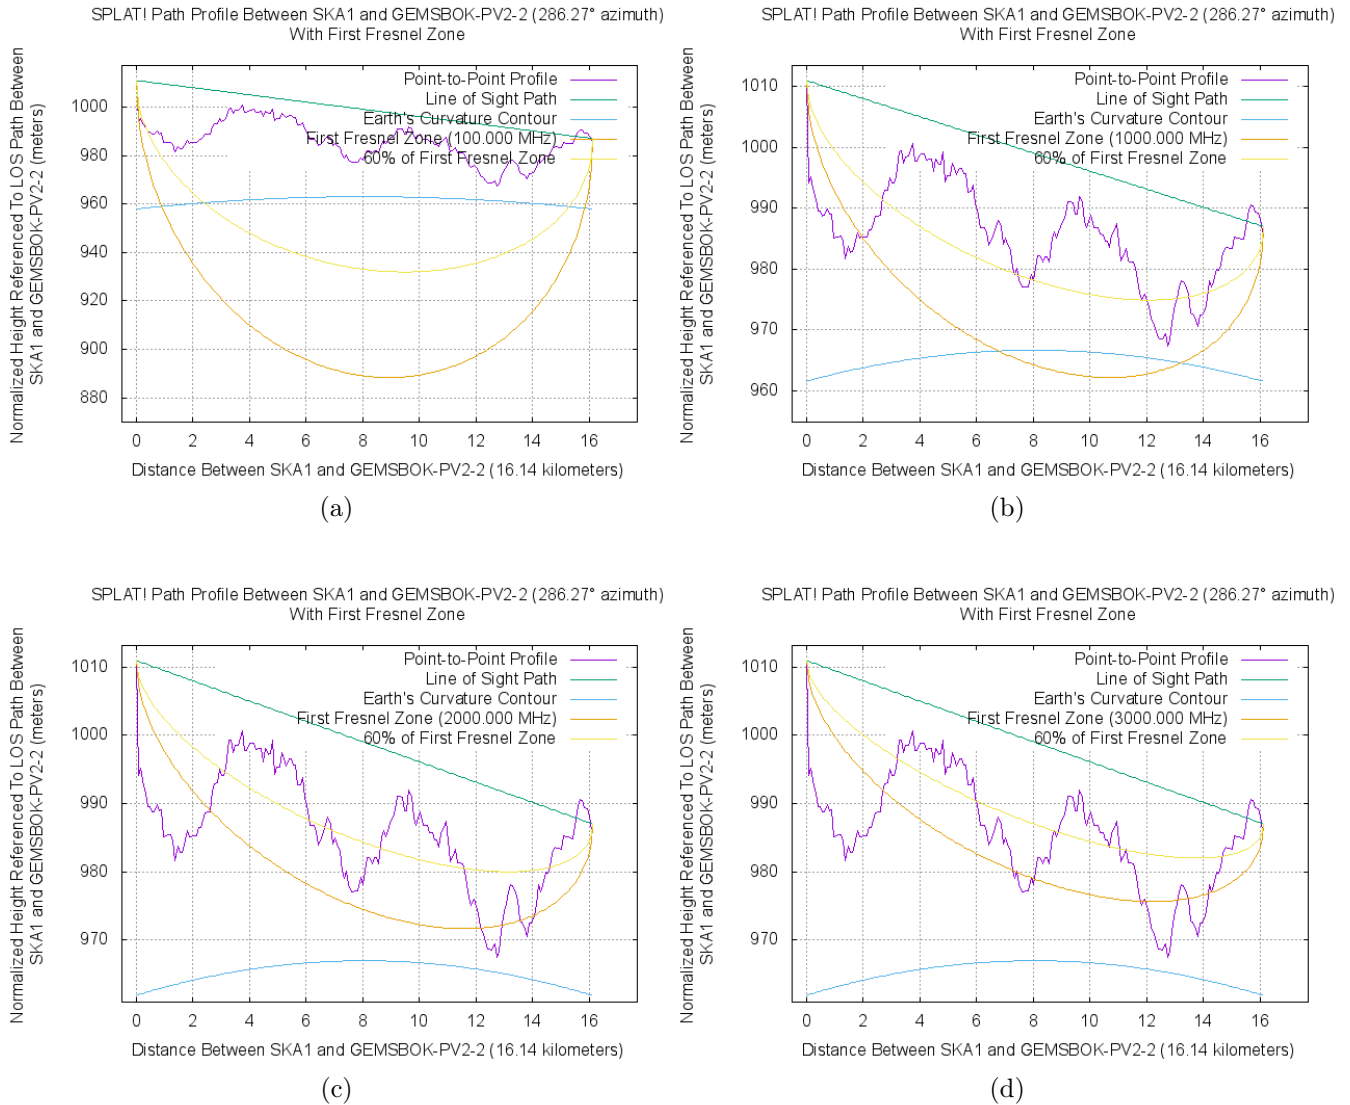 SPLAT! Path Profile Between SKA1 and GEMSBOK-PV2-2 (286.27° azimuth)
With First Fresnel Zone
Normalized Height Referenced To LOS Path Between
SKA1 and GEMSBOK-PV2-2 (meters)
Point-to-Point Profile
Line of Sight Path
Earth's Curvature Contour
First Fresnel Zone (100.000 MHz)
60% of First Fresnel Zone
1000
980
960
940
920
900
880
0 2 4 6 8 10 12 14 16
Distance Between SKA1 and GEMSBOK-PV2-2 (16.14 kilometers)
(a)
SPLAT! Path Profile Between SKA1 and GEMSBOK-PV2-2 (286.27° azimuth)
With First Fresnel Zone
Normalized Height Referenced To LOS Path Between
SKA1 and GEMSBOK-PV2-2 (meters)
Point-to-Point Profile
Line of Sight Path
Earth's Curvature Contour
First Fresnel Zone (1000.000 MHz)
60% of First Fresnel Zone
1010
1000
990
980
970
960
0 2 4 6 8 10 12 14 16
Distance Between SKA1 and GEMSBOK-PV2-2 (16.14 kilometers)
(b)
SPLAT! Path Profile Between SKA1 and GEMSBOK-PV2-2 (286.27° azimuth)
With First Fresnel Zone
Normalized Height Referenced To LOS Path Between
SKA1 and GEMSBOK-PV2-2 (meters)
Point-to-Point Profile
Line of Sight Path
Earth's Curvature Contour
First Fresnel Zone (2000.000 MHz)
60% of First Fresnel Zone
1010
1000
990
980
970
0 2 4 6 8 10 12 14 16
Distance Between SKA1 and GEMSBOK-PV2-2 (16.14 kilometers)
(c)
SPLAT! Path Profile Between SKA1 and GEMSBOK-PV2-2 (286.27° azimuth)
With First Fresnel Zone
Normalized Height Referenced To LOS Path Between
SKA1 and GEMSBOK-PV2-2 (meters)
Point-to-Point Profile
Line of Sight Path
Earth's Curvature Contour
First Fresnel Zone (3000.000 MHz)
60% of First Fresnel Zone
1010
1000
990
980
970
0 2 4 6 8 10 12 14 16
Distance Between SKA1 and GEMSBOK-PV2-2 (16.14 kilometers)
(d)